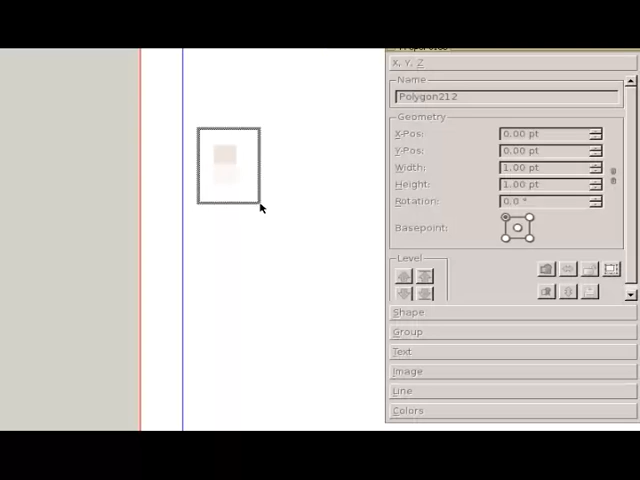 Properties
X, Y, Z
Name
Polygon212
Geometry
X-Pos: 0.00 pt
Y-Pos: 0.00 pt
Width: 1.00 pt
Height: 1.00 pt
Rotation: 0.0 °
Basepoint:
Level
Shape
Group
Text
Image
Line
Colors